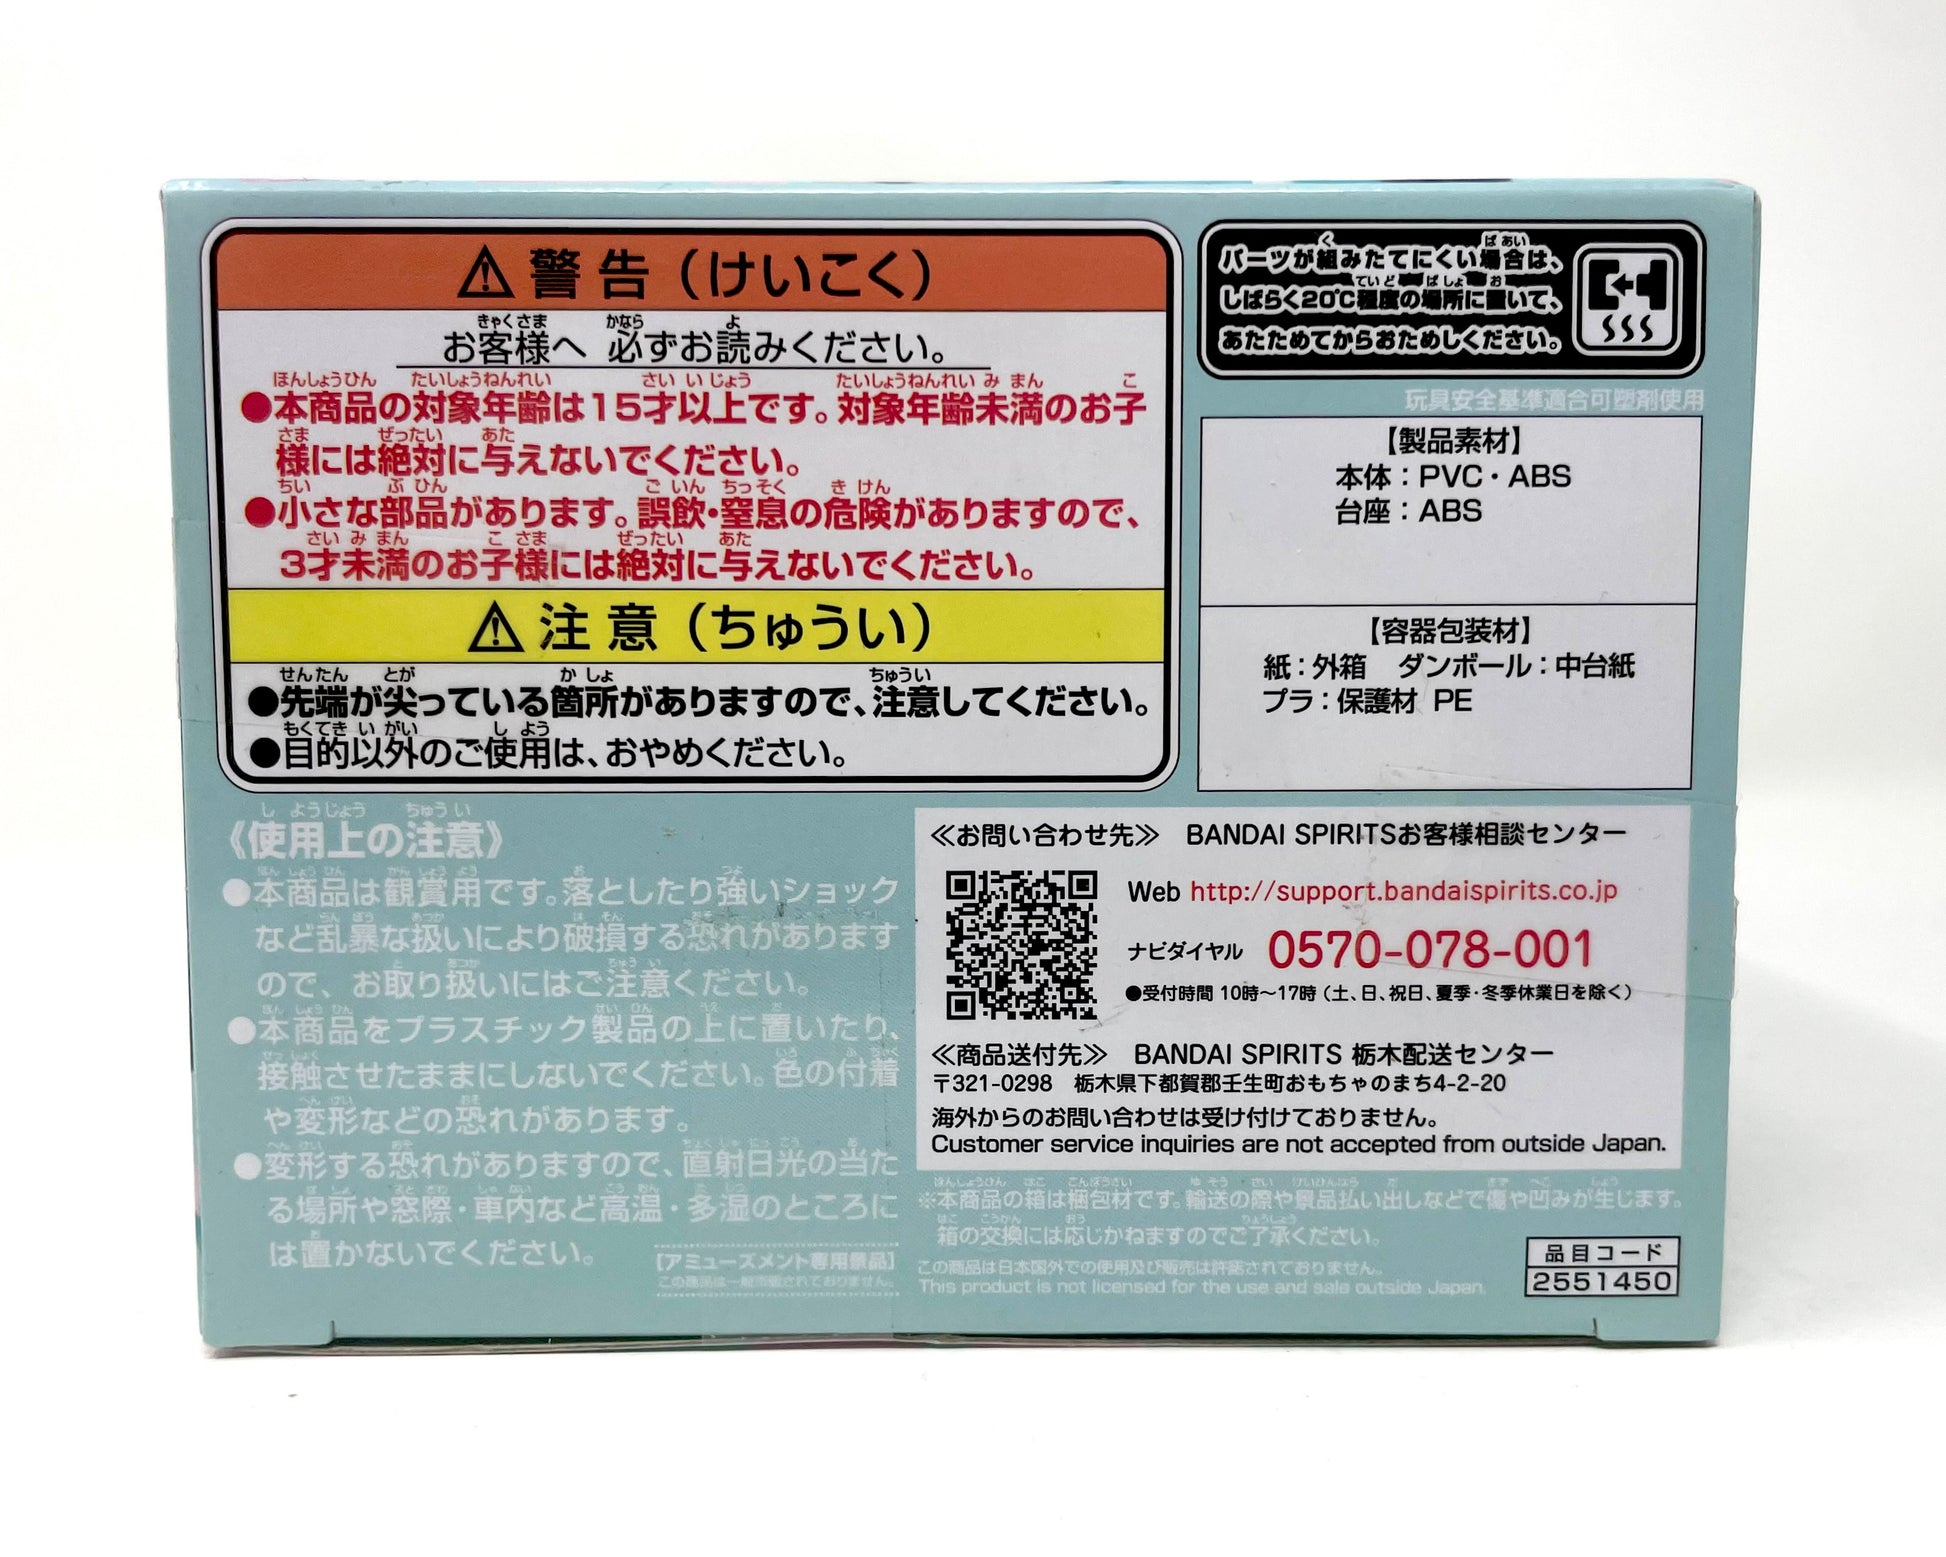 警告（けいこく）
お客様へ 必ずお読みください。
●本商品の対象年齢は15才以上です。対象年齢未満のお子
様には絶対に与えないでください。
●小さな部品があります。誤飲・窒息の危険がありますので、
3才未満のお子様には絶対に与えないでください。
注意（ちゅうい）
●先端が尖っている箇所がありますので、注意してください。
●目的以外のご使用は、おやめください。
パーツが組みたてにくい場合は、
しばらく20℃程度の場所に置いて、
あたためてからおためしください。
玩具安全基準適合可塑剤使用
【製品素材】
本体：PVC・ABS
台座：ABS
【容器包装材】
紙：外箱 ダンボール：中台紙
プラ：保護材 PE
《使用上の注意》
●本商品は観賞用です。落としたり強いショック
など乱暴な扱いにより破損する恐れがあります
ので、お取り扱いにはご注意ください。
●本商品をプラスチック製品の上に置いたり、
接触させたままにしないでください。色の付着
や変形などの恐れがあります。
●変形する恐れがありますので、直射日光の当た
る場所や窓際・車内など高温・多湿のところに
は置かないでください。
[アミューズメント専用景品]
この商品は一般市販されておりません。
≪お問い合わせ先≫ BANDAI SPIRITSお客様相談センター
Web http://support.bandaispirits.co.jp
ナビダイヤル 0570-078-001
●受付時間 10時～17時（土、日、祝日、夏季・冬季休業日を除く）
≪商品送付先≫ BANDAI SPIRITS 栃木配送センター
〒321-0298 栃木県下都賀郡壬生町おもちゃのまち4-2-20
海外からのお問い合わせは受け付けておりません。
Customer service inquiries are not accepted from outside Japan.
※本商品の箱は梱包材です。輸送の際や景品払い出しなどで傷や凹みが生じます。
箱の交換には応じかねますのでご了承ください。
この商品は日本国外での使用及び販売は許諾されておりません。
This product is not licensed for the use and sale outside Japan.
品目コード
2551450